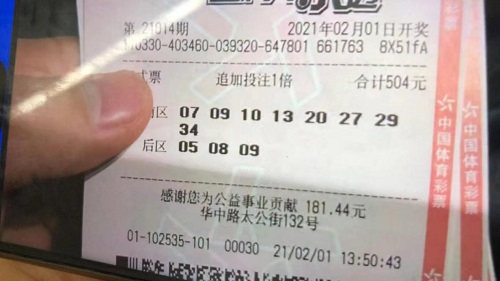 第 21014期 2021年02月01日开奖
110330-403460-039320-647801 661763 8X51fA
式票 追加投注1倍 合计504元
区 07 09 10 13 20 27 29
34
后区 05 08 09
感谢您为公益事业贡献 181.44元
华中路太公街132号
01-102535-101 00030 21/02/01 13:50:43
中国体育彩票
中国体育彩票